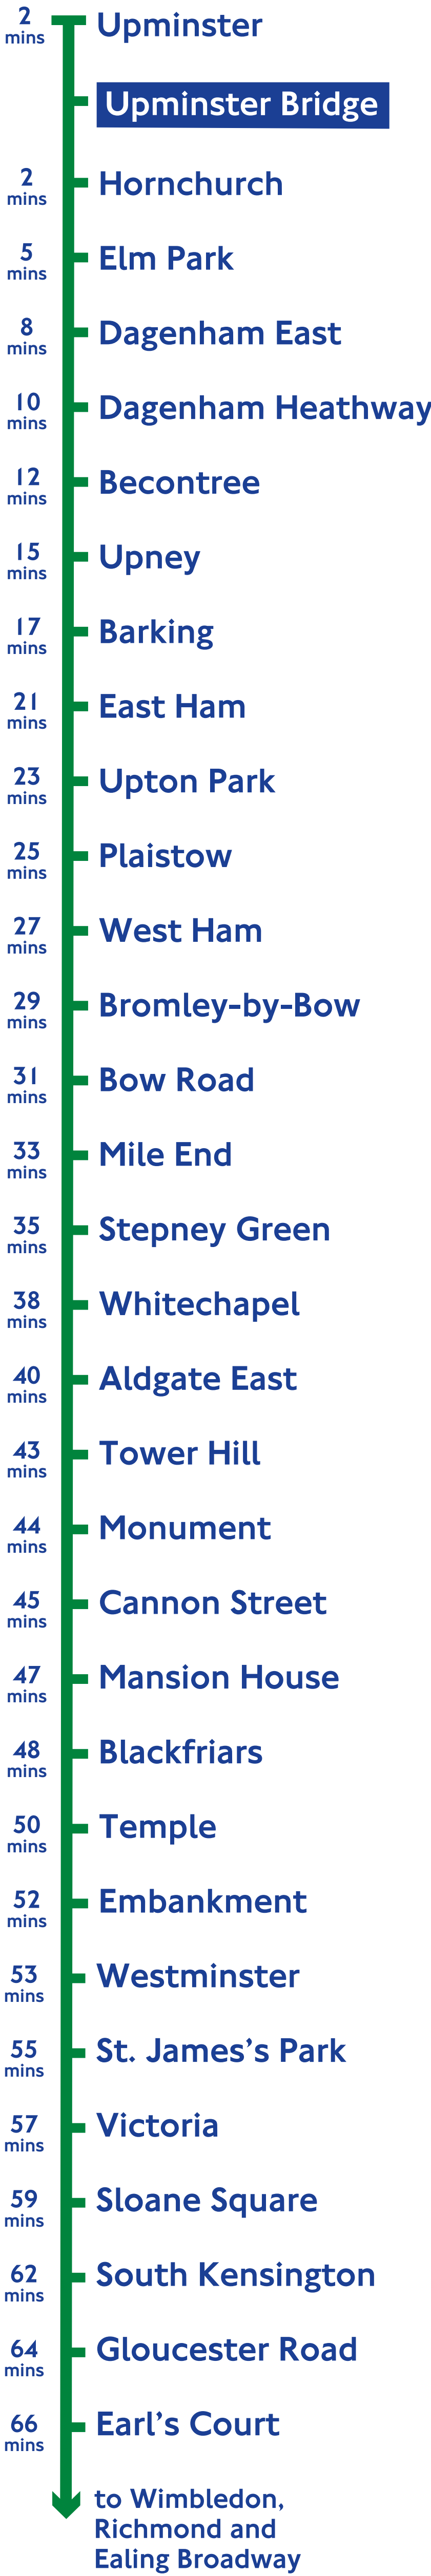 2 mins Upminster
Upminster Bridge
2 mins Hornchurch
5 mins Elm Park
8 mins Dagenham East
10 mins Dagenham Heathway
12 mins Becontree
15 mins Upney
17 mins Barking
21 mins East Ham
23 mins Upton Park
25 mins Plaistow
27 mins West Ham
29 mins Bromley-by-Bow
31 mins Bow Road
33 mins Mile End
35 mins Stepney Green
38 mins Whitechapel
40 mins Aldgate East
43 mins Tower Hill
44 mins Monument
45 mins Cannon Street
47 mins Mansion House
48 mins Blackfriars
50 mins Temple
52 mins Embankment
53 mins Westminster
55 mins St. James’s Park
57 mins Victoria
59 mins Sloane Square
62 mins South Kensington
64 mins Gloucester Road
66 mins Earl’s Court
to Wimbledon,
Richmond and
Ealing Broadway